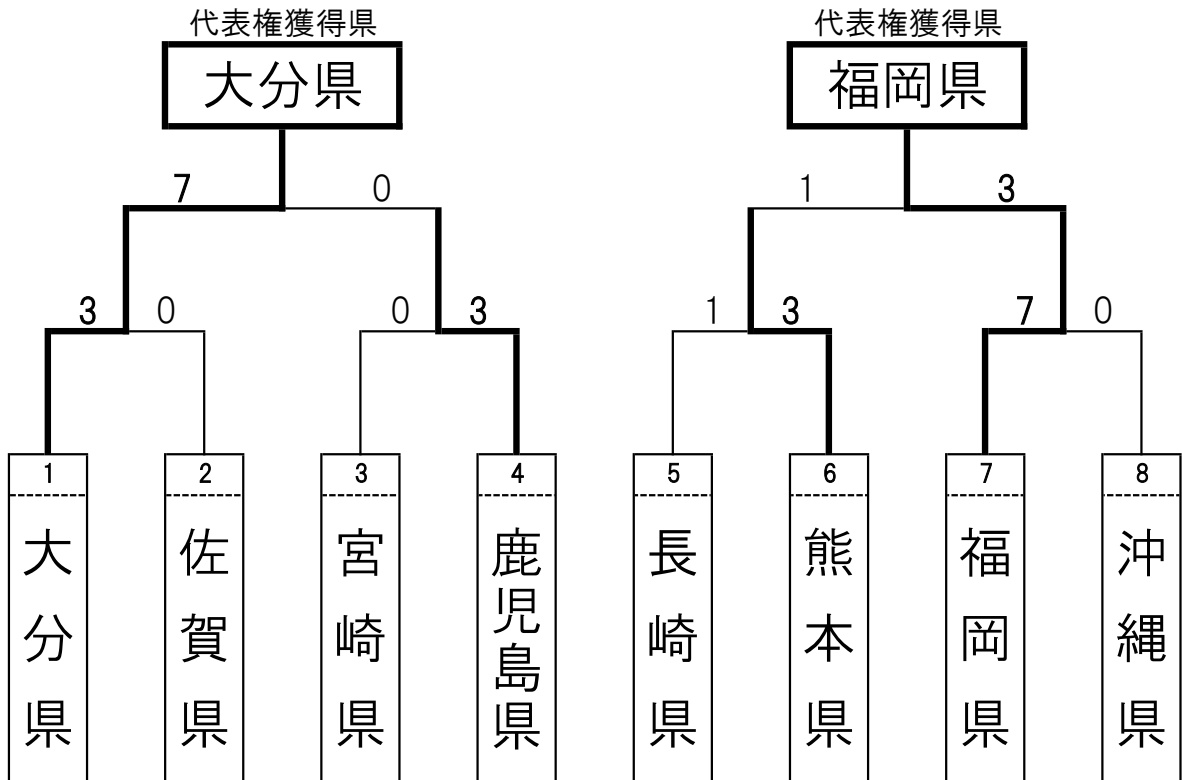 代表権獲得県 代表権獲得県
大分県 福岡県
7 0 1 3
3 0 0 3 1 3 7 0
1 2 3 4 5 6 7 8
大分県
佐賀県
宮崎県
鹿児島県
長崎県
熊本県
福岡県
沖縄県